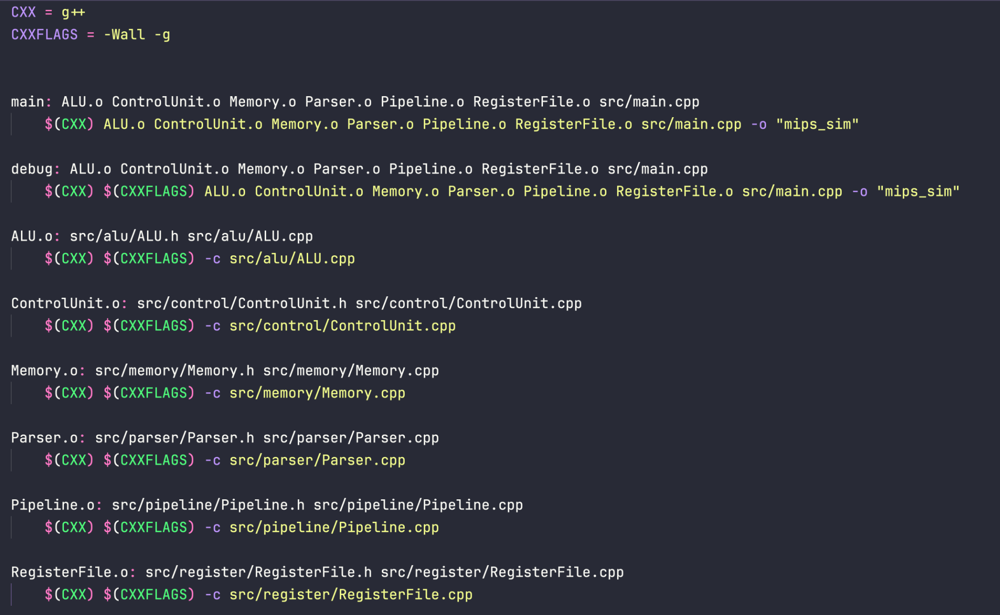 CXX = g++
CXXFLAGS = -Wall -g
main: ALU.o ControlUnit.o Memory.o Parser.o Pipeline.o RegisterFile.o src/main.cpp
$(CXX) ALU.o ControlUnit.o Memory.o Parser.o Pipeline.o RegisterFile.o src/main.cpp -o "mips_sim"
debug: ALU.o ControlUnit.o Memory.o Parser.o Pipeline.o RegisterFile.o src/main.cpp
$(CXX) $(CXXFLAGS) ALU.o ControlUnit.o Memory.o Parser.o Pipeline.o RegisterFile.o src/main.cpp -o "mips_sim"
ALU.o: src/alu/ALU.h src/alu/ALU.cpp
$(CXX) $(CXXFLAGS) -c src/alu/ALU.cpp
ControlUnit.o: src/control/ControlUnit.h src/control/ControlUnit.cpp
$(CXX) $(CXXFLAGS) -c src/control/ControlUnit.cpp
Memory.o: src/memory/Memory.h src/memory/Memory.cpp
$(CXX) $(CXXFLAGS) -c src/memory/Memory.cpp
Parser.o: src/parser/Parser.h src/parser/Parser.cpp
$(CXX) $(CXXFLAGS) -c src/parser/Parser.cpp
Pipeline.o: src/pipeline/Pipeline.h src/pipeline/Pipeline.cpp
$(CXX) $(CXXFLAGS) -c src/pipeline/Pipeline.cpp
RegisterFile.o: src/register/RegisterFile.h src/register/RegisterFile.cpp
$(CXX) $(CXXFLAGS) -c src/register/RegisterFile.cpp